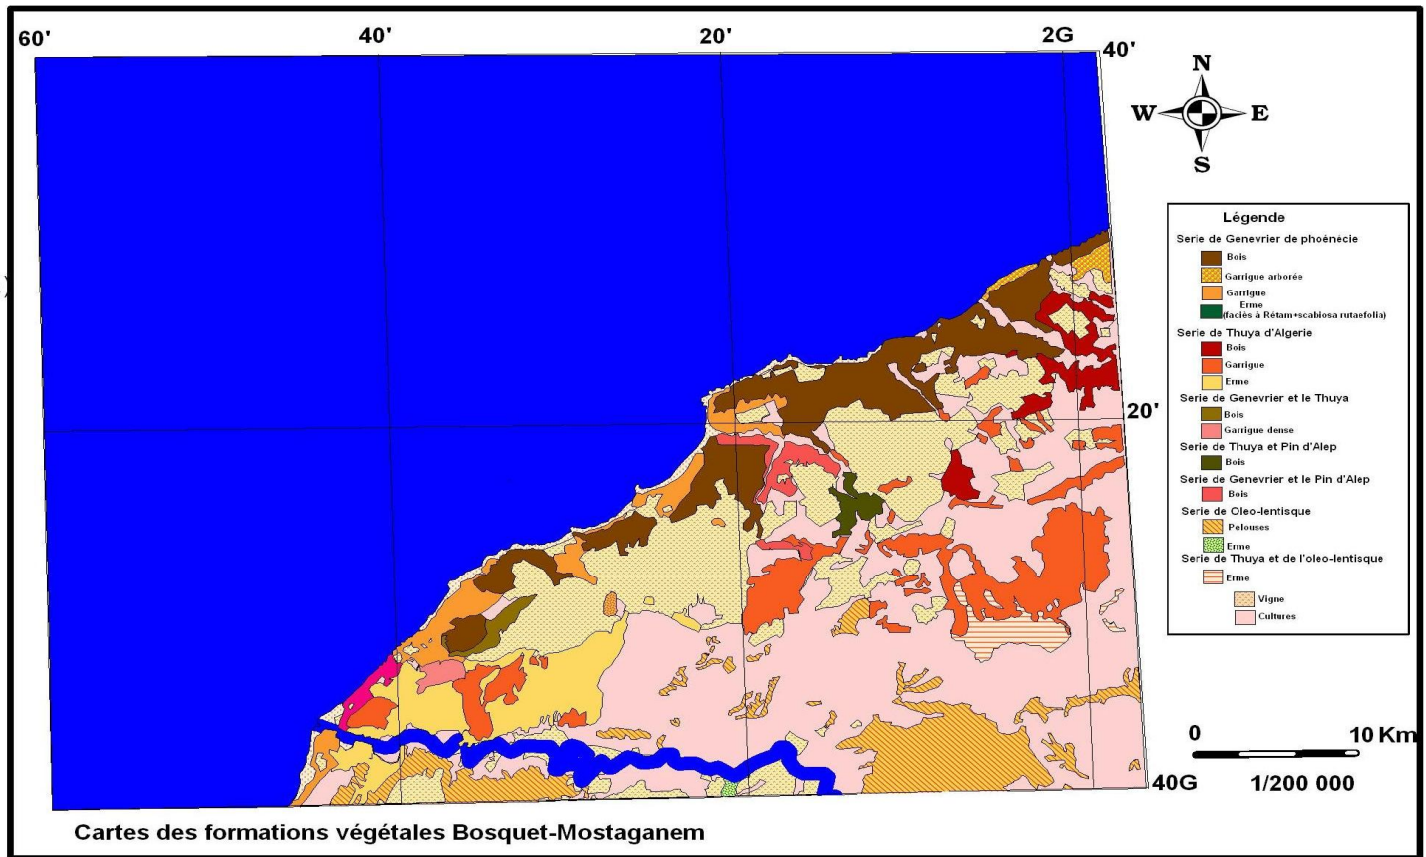 60'
40'
20'
2G
40'
N
W E
S
Légende
Serie de Genevrier de phoénécie
Bois
Garrigue arborée
Garrigue
Erme
(faciès à Rétam+scabiosa rutaefolia)
Serie de Thuya d'Algerie
Bois
Garrigue
Erme
Serie de Genevrier et le Thuya
Bois
Garrigue dense
Serie de Thuya et Pin d'Alep
Bois
Serie de Genevrier et le Pin d'Alep
Bois
Serie de Oleo-lentisque
Pelouses
Erme
Serie de Thuya et de l'oleo-lentisque
Erme
Vigne
Cultures
20'
0 10 Km
1/200 000
40G
Cartes des formations végétales Bosquet-Mostaganem
)